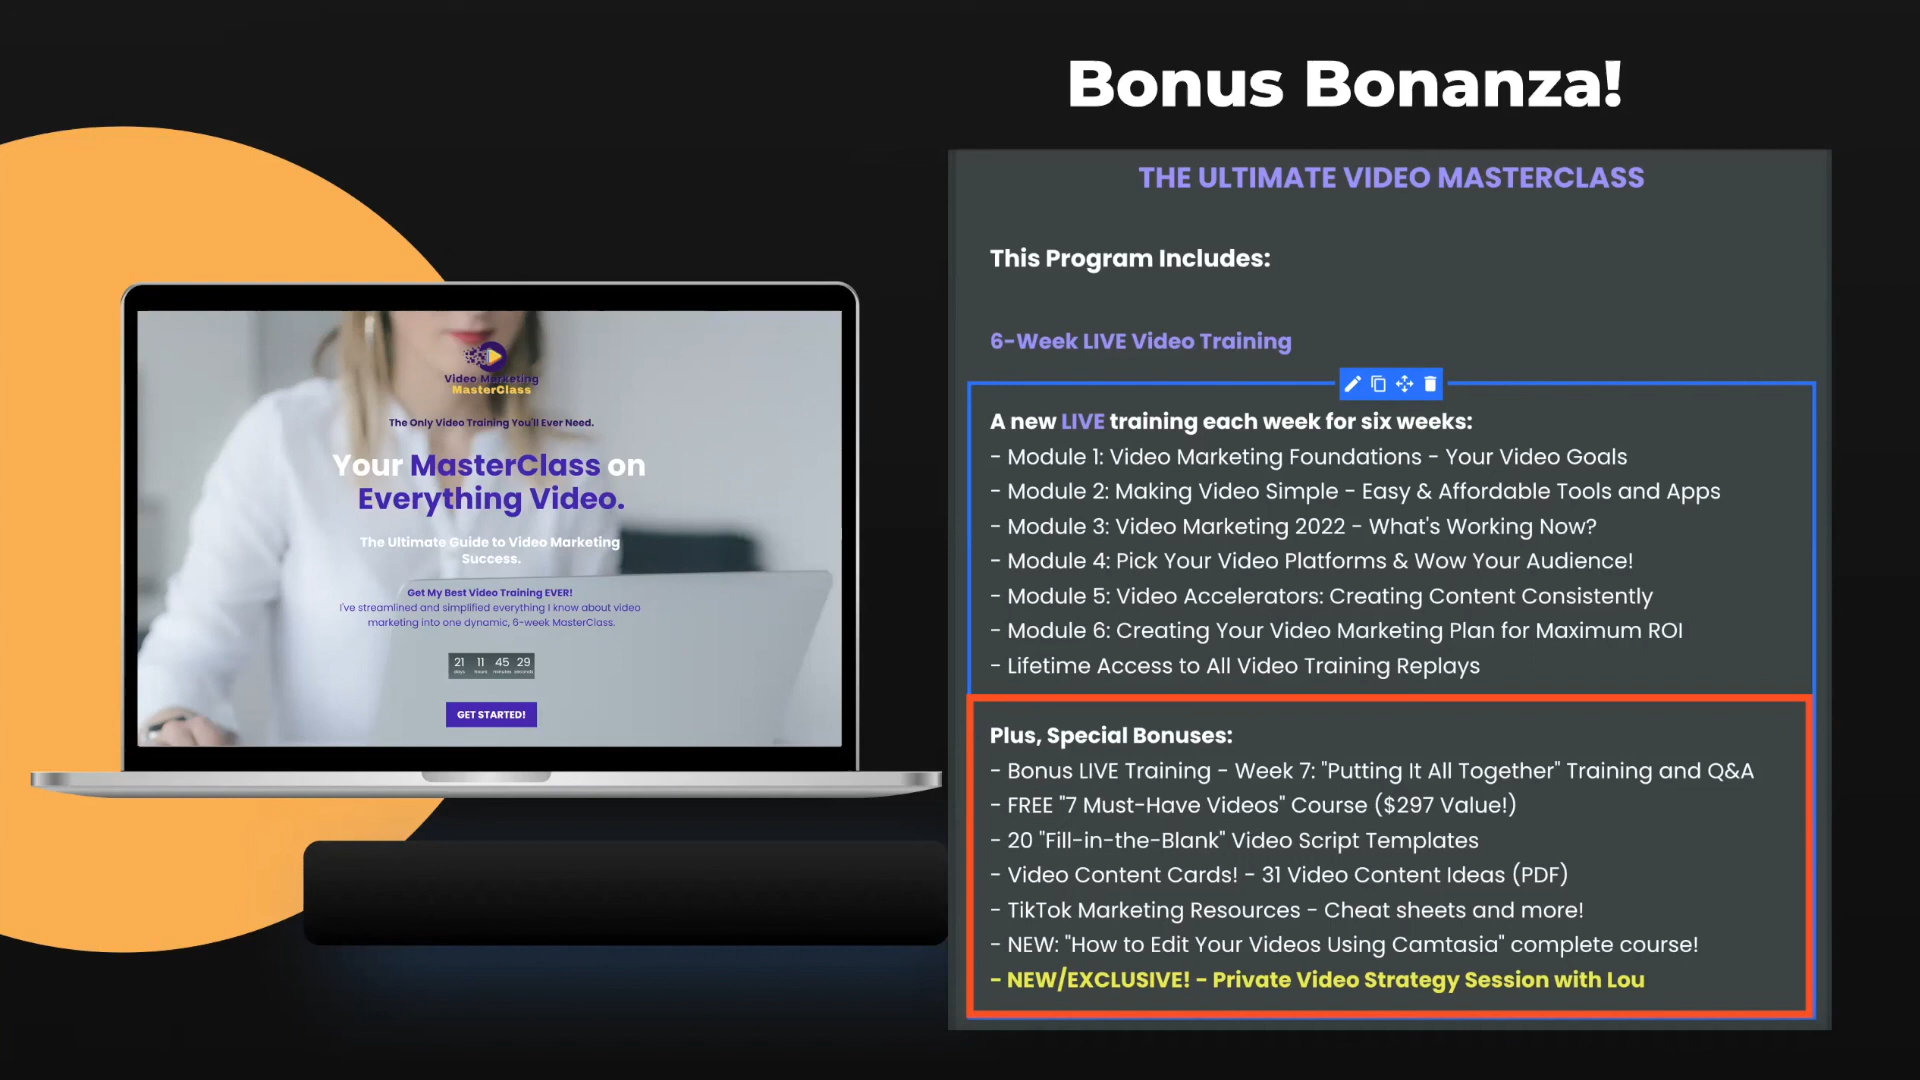 Bonus Bonanza!
THE ULTIMATE VIDEO MASTERCLASS
This Program Includes:
6-Week LIVE Video Training
A new LIVE training each week for six weeks:
- Module 1: Video Marketing Foundations - Your Video Goals
- Module 2: Making Video Simple - Easy & Affordable Tools and Apps
- Module 3: Video Marketing 2022 - What's Working Now?
- Module 4: Pick Your Video Platforms & Wow Your Audience!
- Module 5: Video Accelerators: Creating Content Consistently
- Module 6: Creating Your Video Marketing Plan for Maximum ROI
- Lifetime Access to All Video Training Replays
Plus, Special Bonuses:
- Bonus LIVE Training - Week 7: "Putting It All Together" Training and Q&A
- FREE "7 Must-Have Videos" Course ($297 Value!)
- 20 "Fill-in-the-Blank" Video Script Templates
- Video Content Cards! - 31 Video Content Ideas (PDF)
- TikTok Marketing Resources - Cheat sheets and more!
- NEW: "How to Edit Your Videos Using Camtasia" complete course!
- NEW/EXCLUSIVE! - Private Video Strategy Session with Lou
Video Marketing
MasterClass
The Only Video Training You'll Ever Need.
Your MasterClass on
Everything Video.
The Ultimate Guide to Video Marketing
Success.
Get My Best Video Training EVER!
I've streamlined and simplified everything I know about video
marketing into one dynamic, 6-week MasterClass.
21 11 45 29
days hours minutes seconds
GET STARTED!